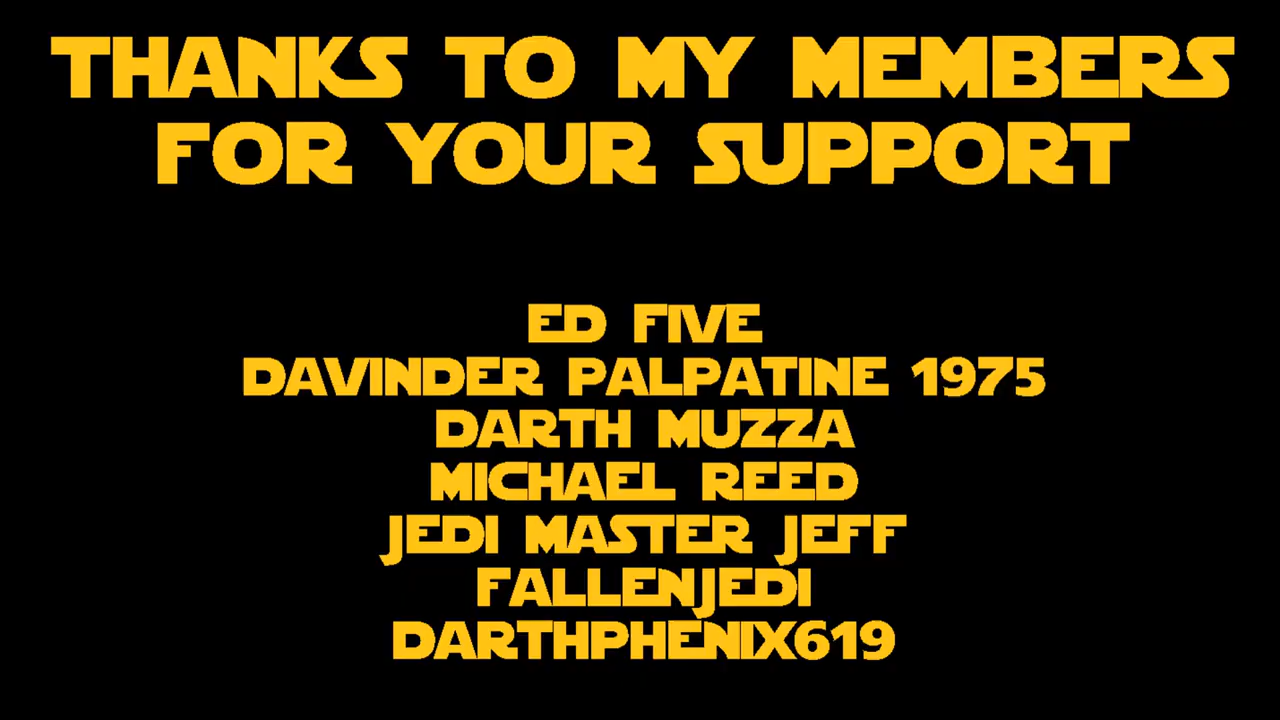 THANKS TO MY MEMBERS
FOR YOUR SUPPORT
ED FIVE
DAVINDER PALPATINE 1975
DARTH MUZZA
MICHAEL REED
JEDI MASTER JEFF
FALLENJEDI
DARTHPHENIX619